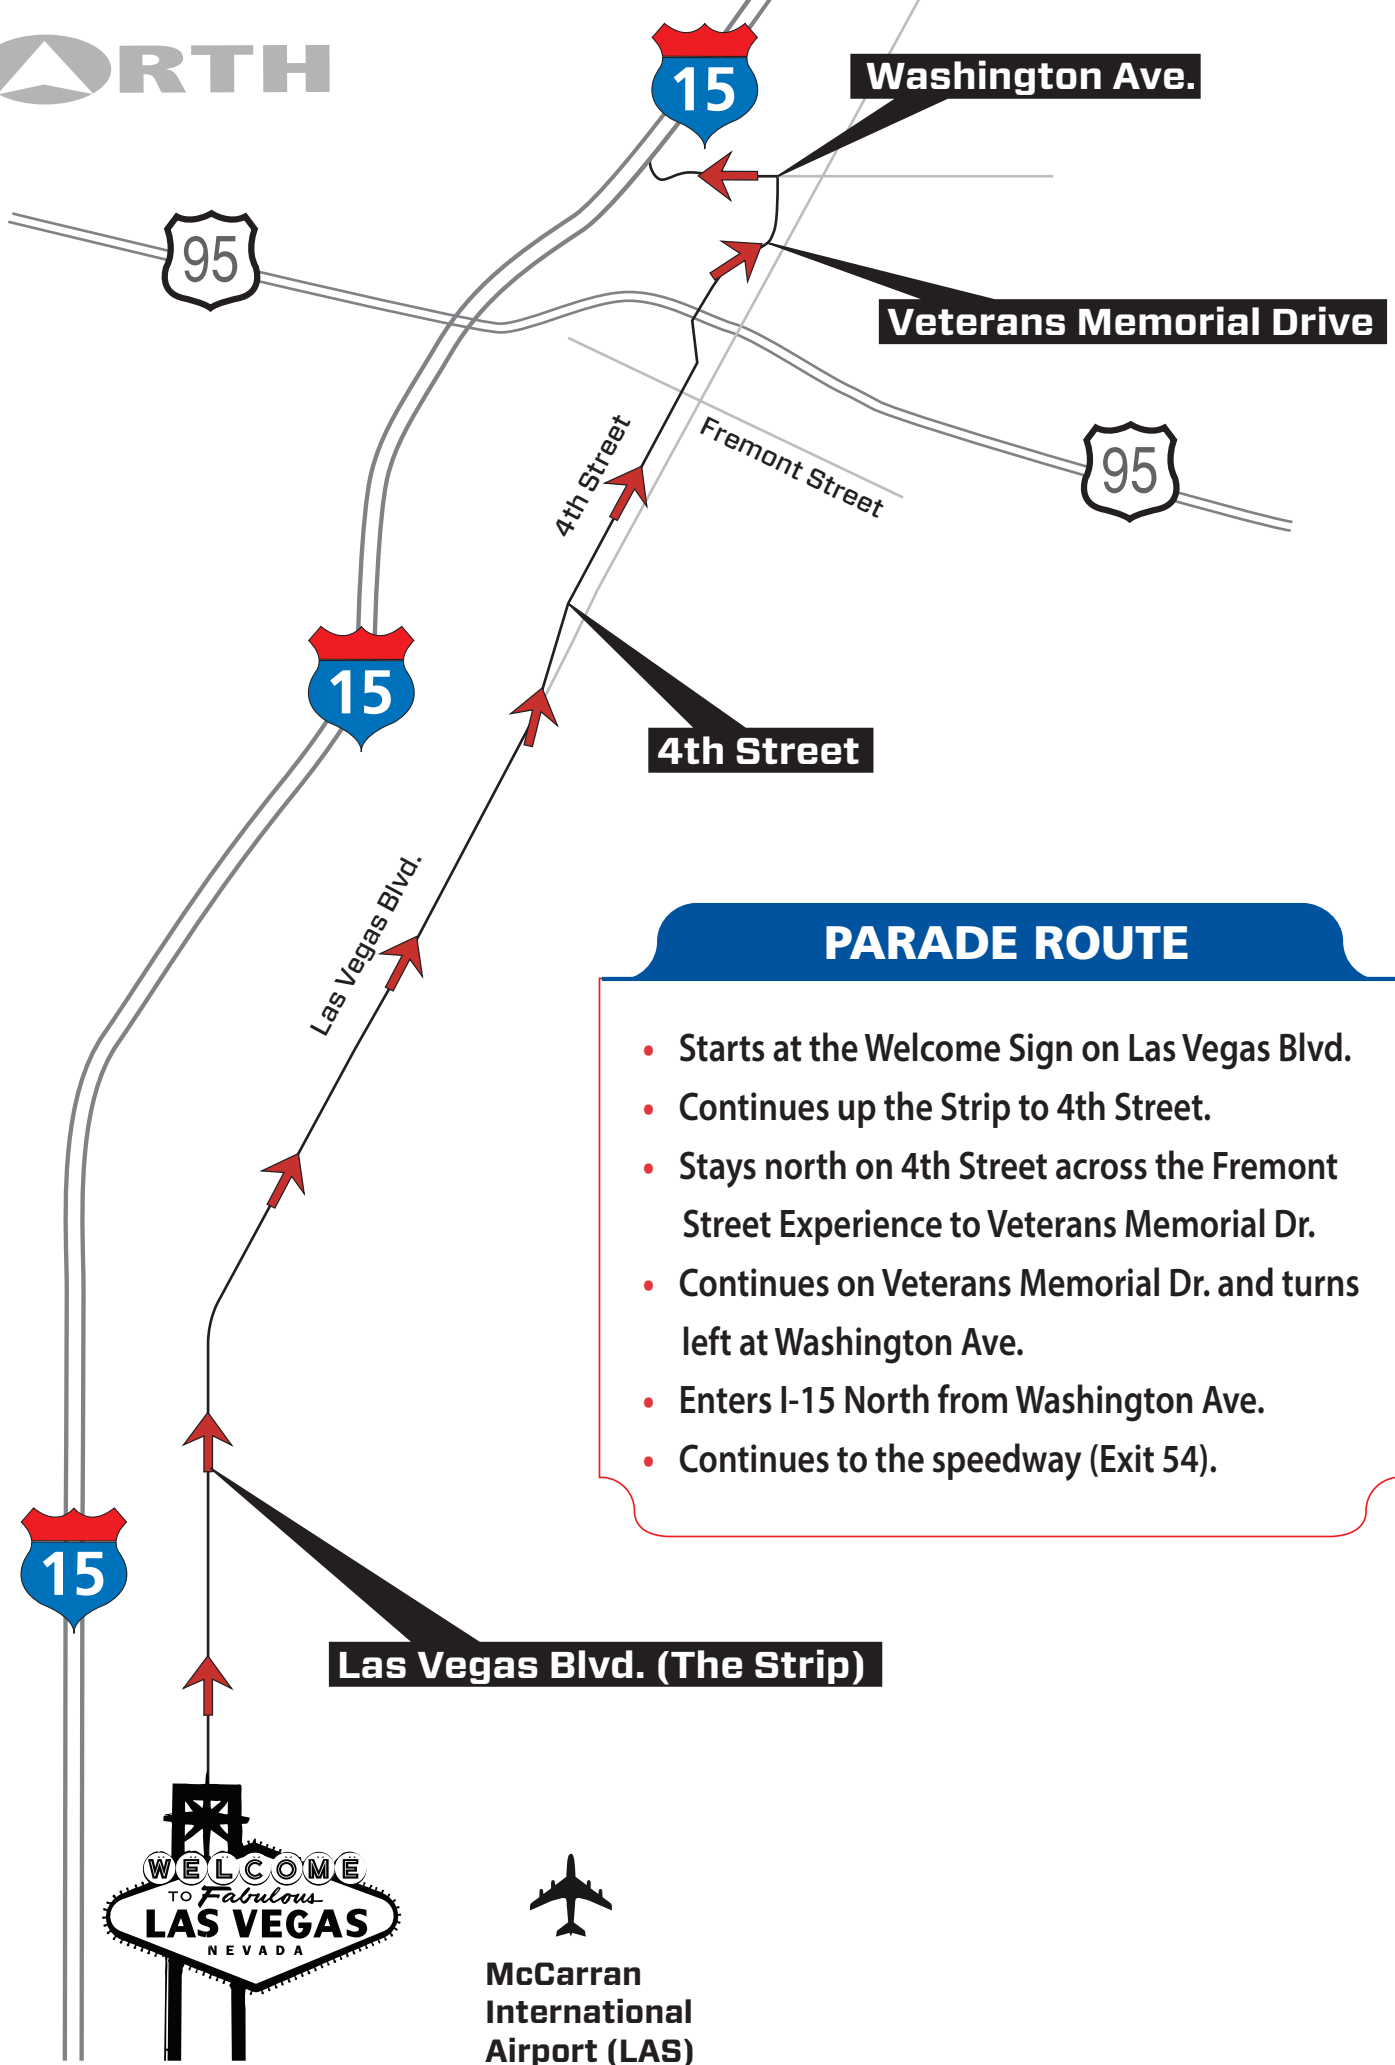 RTH
15
Washington Ave.
95
Veterans Memorial Drive
4th Street
Fremont Street
95
15
4th Street
Las Vegas Blvd.
PARADE ROUTE
• Starts at the Welcome Sign on Las Vegas Blvd.
• Continues up the Strip to 4th Street.
• Stays north on 4th Street across the Fremont
Street Experience to Veterans Memorial Dr.
• Continues on Veterans Memorial Dr. and turns
left at Washington Ave.
• Enters I-15 North from Washington Ave.
• Continues to the speedway (Exit 54).
15
Las Vegas Blvd. (The Strip)
WELCOME
TO Fabulous
LAS VEGAS
NEVADA
McCarran
International
Airport (LAS)